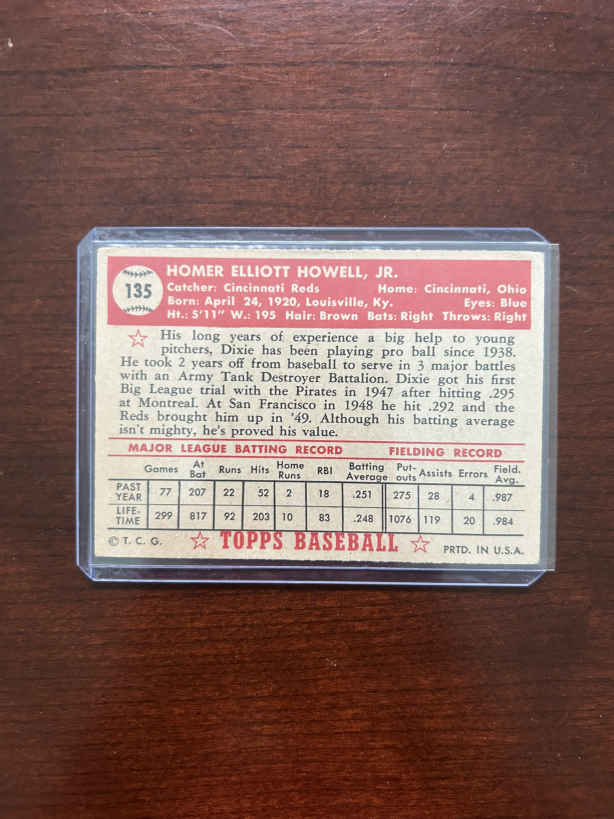 135
HOMER ELLIOTT HOWELL, JR.
Catcher: Cincinnati Reds Home: Cincinnati, Ohio
Born: April 24, 1920, Louisville, Ky. Eyes: Blue
Ht.: 5'11" W.: 195 Hair: Brown Bats: Right Throws: Right
His long years of experience a big help to young
pitchers, Dixie has been playing pro ball since 1938.
He took 2 years off from baseball to serve in 3 major battles
with an Army Tank Destroyer Battalion. Dixie got his first
Big League trial with the Pirates in 1947 after hitting .295
at Montreal. At San Francisco in 1948 he hit .292 and the
Reds brought him up in '49. Although his batting average
isn't mighty, he's proved his value.
MAJOR LEAGUE BATTING RECORD FIELDING RECORD
Games At Bat Runs Hits Home Runs RBI Batting Average Put-outs Assists Errors Field. Avg.
PAST YEAR 77 207 22 52 2 18 .251 275 28 4 .987
LIFE-TIME 299 817 92 203 10 83 .248 1076 119 20 .984
© T. C. G. ☆ TOPPS BASEBALL ☆ PRTD. IN U.S.A.